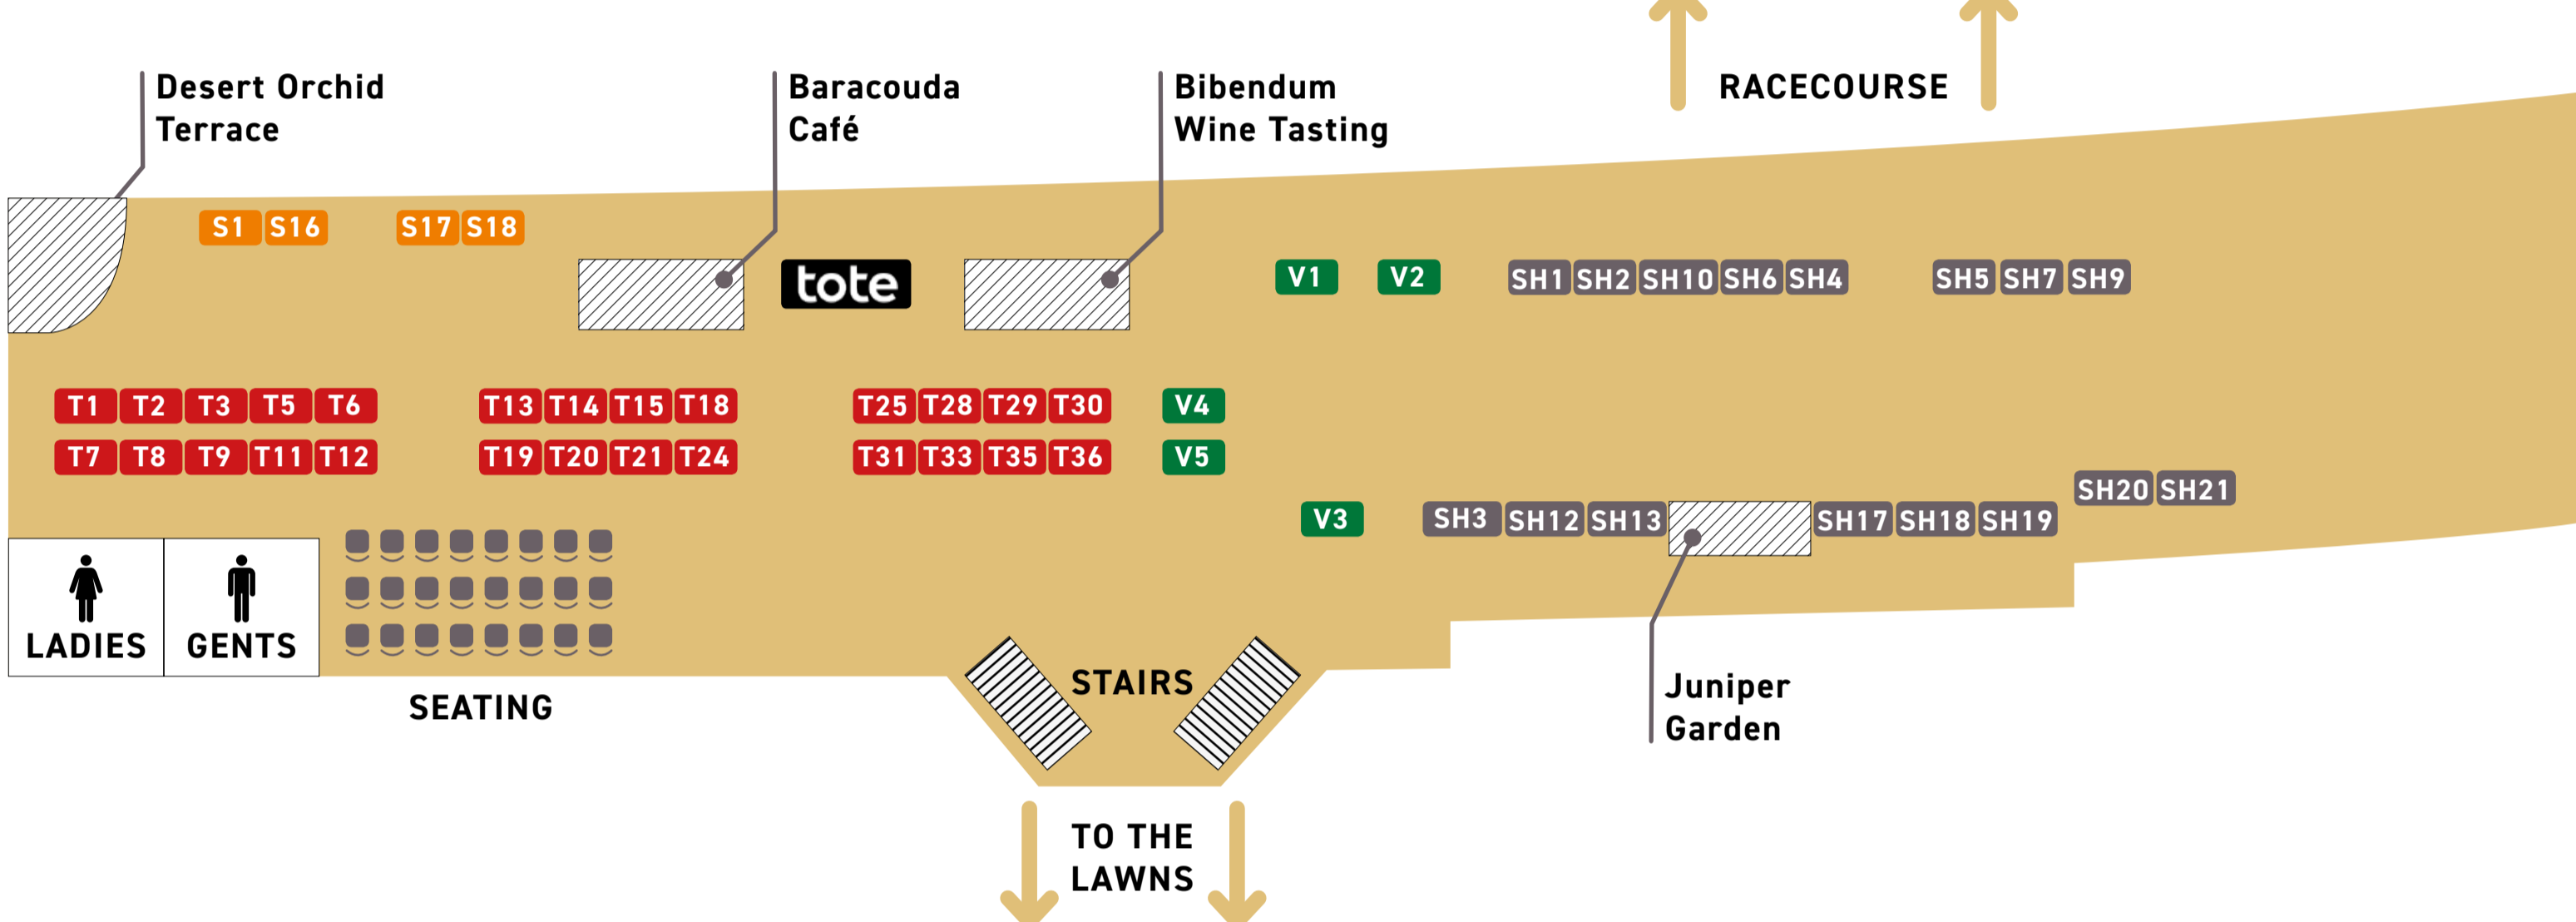 Desert Orchid
Terrace
Baracouda
Café
Bibendum
Wine Tasting
RACECOURSE
S1 S16 S17 S18
tote
V1 V2 SH1 SH2 SH10 SH6 SH4 SH5 SH7 SH9
T1 T2 T3 T5 T6 T13 T14 T15 T18 T25 T28 T29 T30 V4
T7 T8 T9 T11 T12 T19 T20 T21 T24 T31 T33 T35 T36 V5
SH20 SH21
V3 SH3 SH12 SH13 SH17 SH18 SH19
LADIES GENTS
SEATING
STAIRS
Juniper
Garden
TO THE
LAWNS